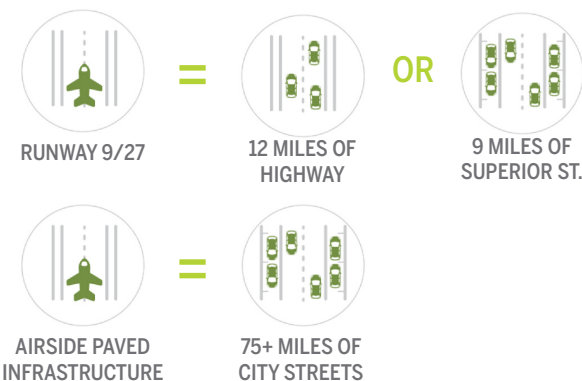 =
OR
RUNWAY 9/27
12 MILES OF
HIGHWAY
9 MILES OF
SUPERIOR ST.
=
AIRSIDE PAVED
INFRASTRUCTURE
75+ MILES OF
CITY STREETS